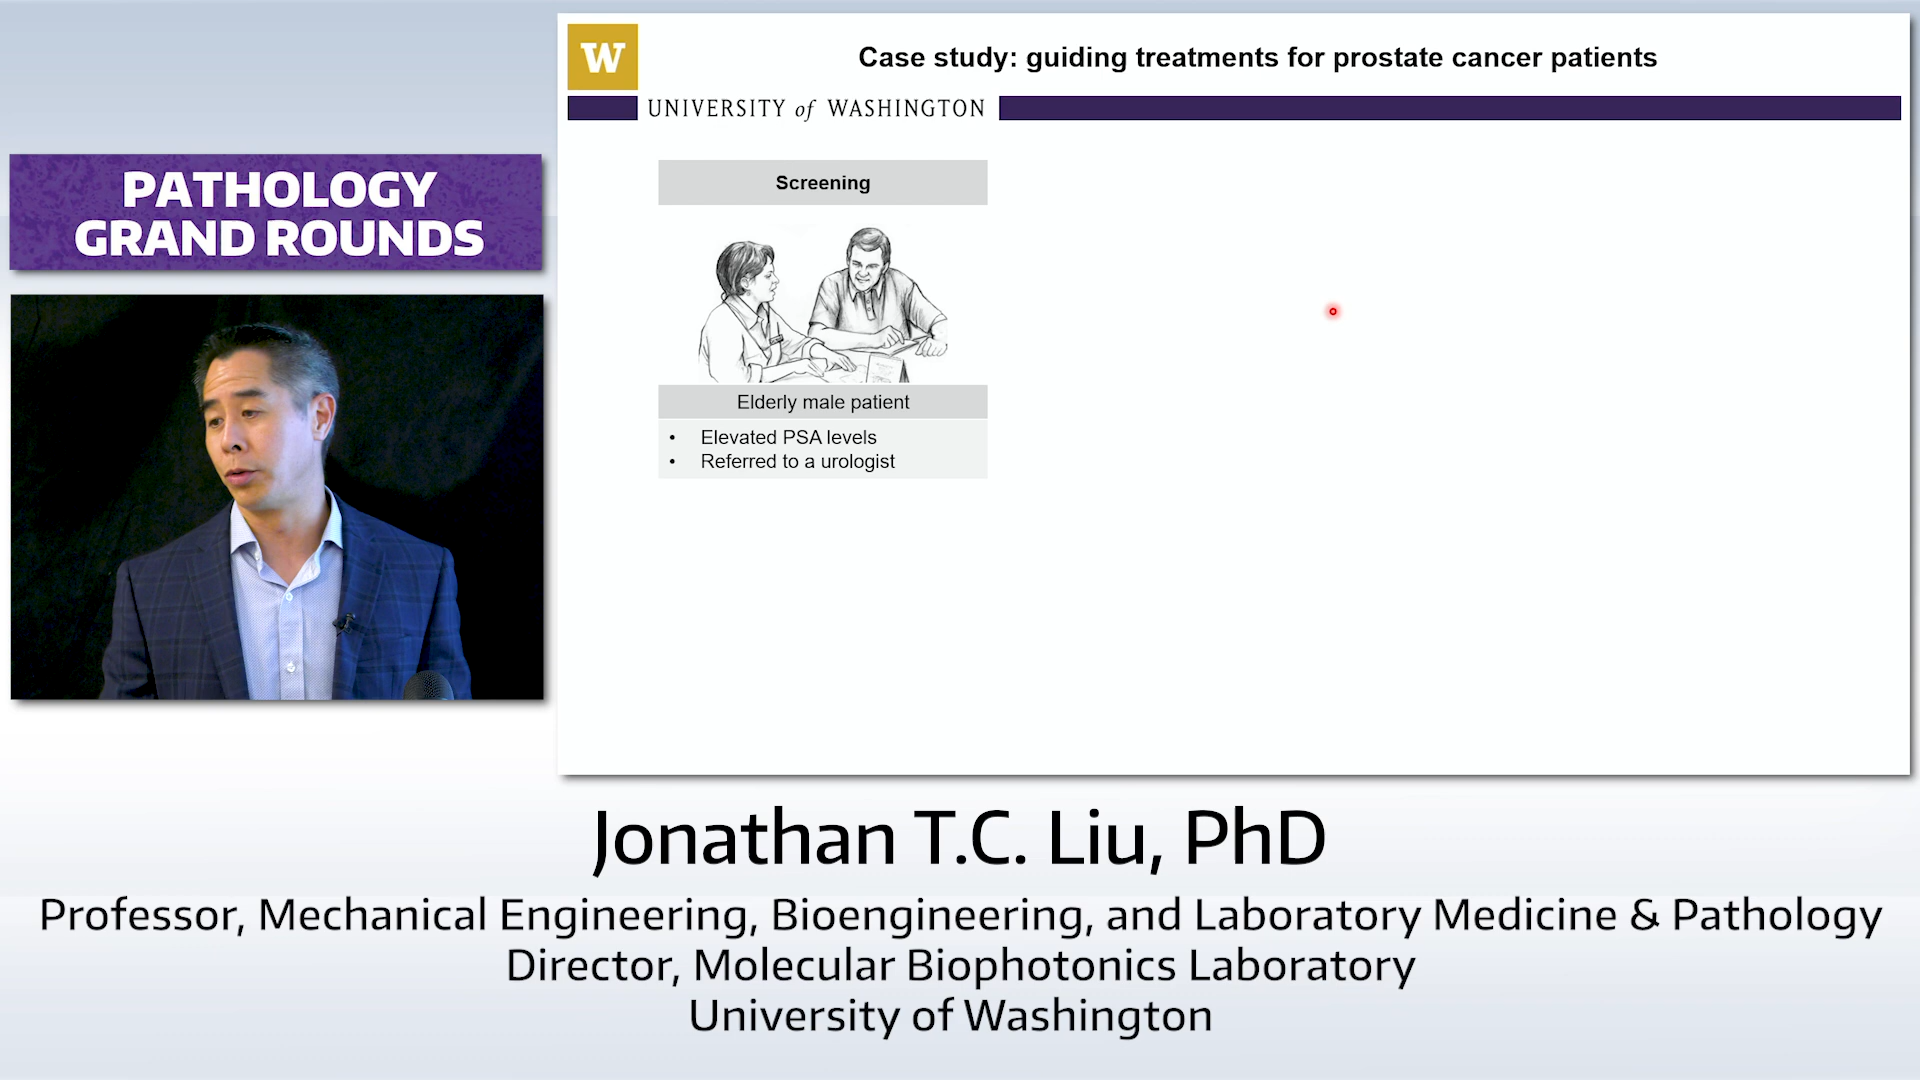 PATHOLOGY
GRAND ROUNDS
W
Case study: guiding treatments for prostate cancer patients
UNIVERSITY of WASHINGTON
Screening
Elderly male patient
• Elevated PSA levels
• Referred to a urologist
Jonathan T.C. Liu, PhD
Professor, Mechanical Engineering, Bioengineering, and Laboratory Medicine & Pathology
Director, Molecular Biophotonics Laboratory
University of Washington